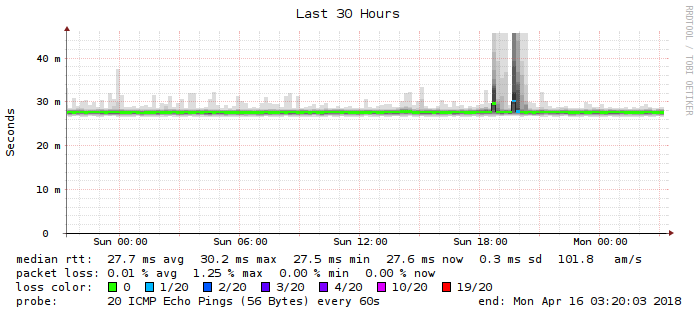 Last 30 Hours
RRDTOOL / TOBI OETIKER
Seconds
40 m
30 m
20 m
10 m
0
Sun 00:00 Sun 06:00 Sun 12:00 Sun 18:00 Mon 00:00
median rtt: 27.7 ms avg 30.2 ms max 27.5 ms min 27.6 ms now 0.3 ms sd 101.8 am/s
packet loss: 0.01 % avg 1.25 % max 0.00 % min 0.00 % now
loss color: 0 1/20 2/20 3/20 4/20 10/20 19/20
probe: 20 ICMP Echo Pings (56 Bytes) every 60s end: Mon Apr 16 03:20:03 2018